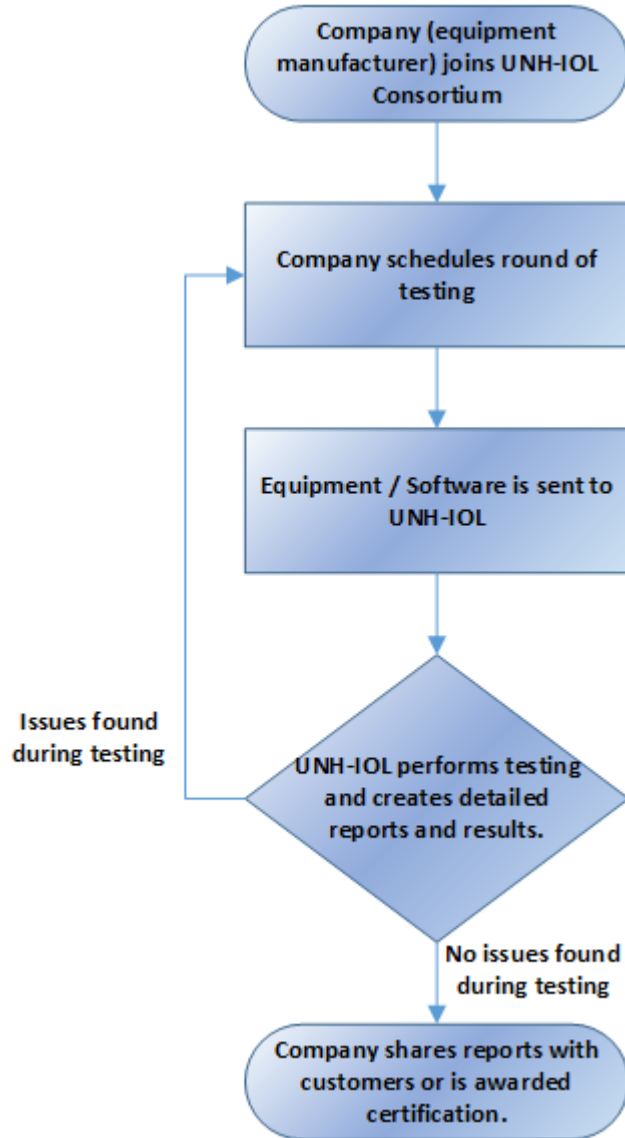 Company (equipment
manufacturer) joins UNH-IOL
Consortium
Company schedules round of
testing
Equipment / Software is sent to
UNH-IOL
Issues found
during testing
UNH-IOL performs testing
and creates detailed
reports and results.
No issues found
during testing
Company shares reports with
customers or is awarded
certification.